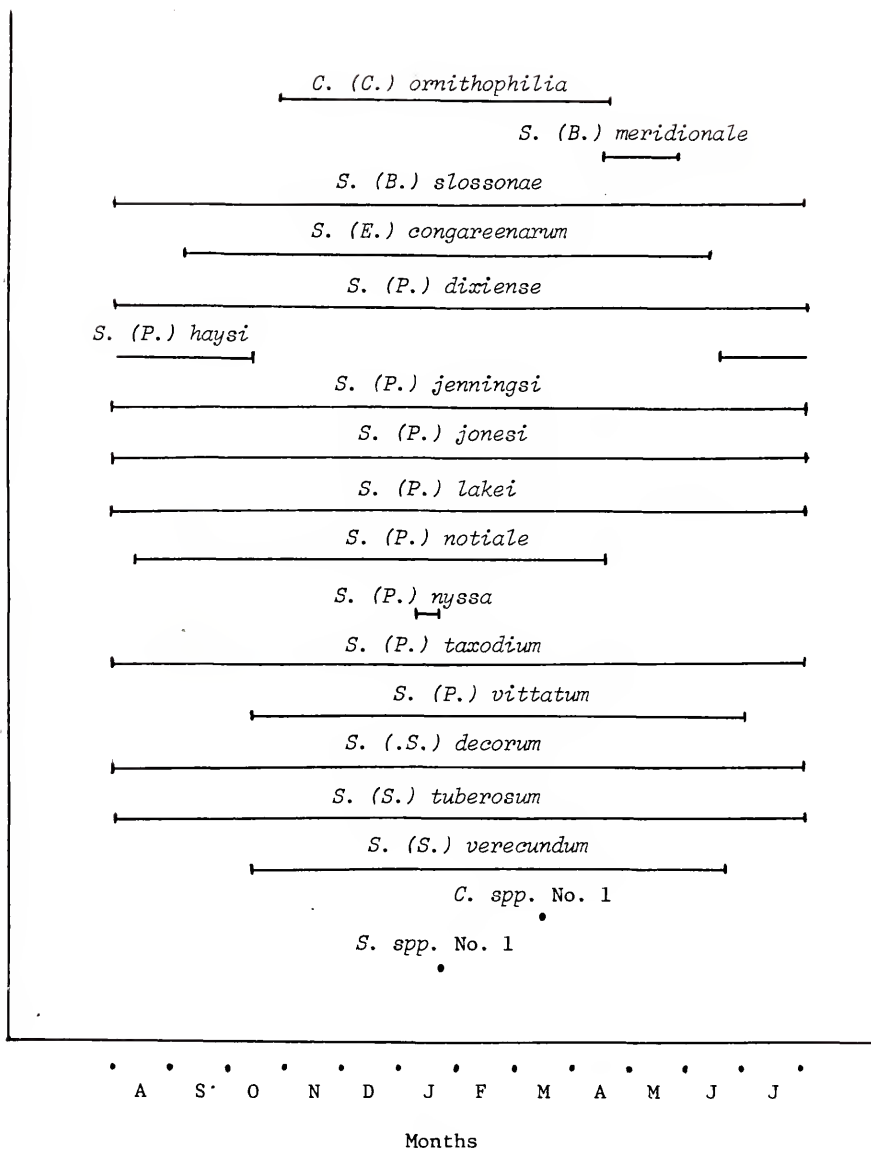 C. (C.) ornithophilia
S. (B.) meridionale
S. (B.) slossonae
S. (E.) congareenarum
S. (P.) dixiense
S. (P.) haysi
S. (P.) jenningsi
S. (P.) jonesi
S. (P.) lakei
S. (P.) notiale
S. (P.) nyssa
S. (P.) taxodium
S. (P.) vittatum
S. (.S.) decorum
S. (S.) tuberosum
S. (S.) verecundum
C. spp. No. 1
S. spp. No. 1
A S O N D J F M A M J J
Months